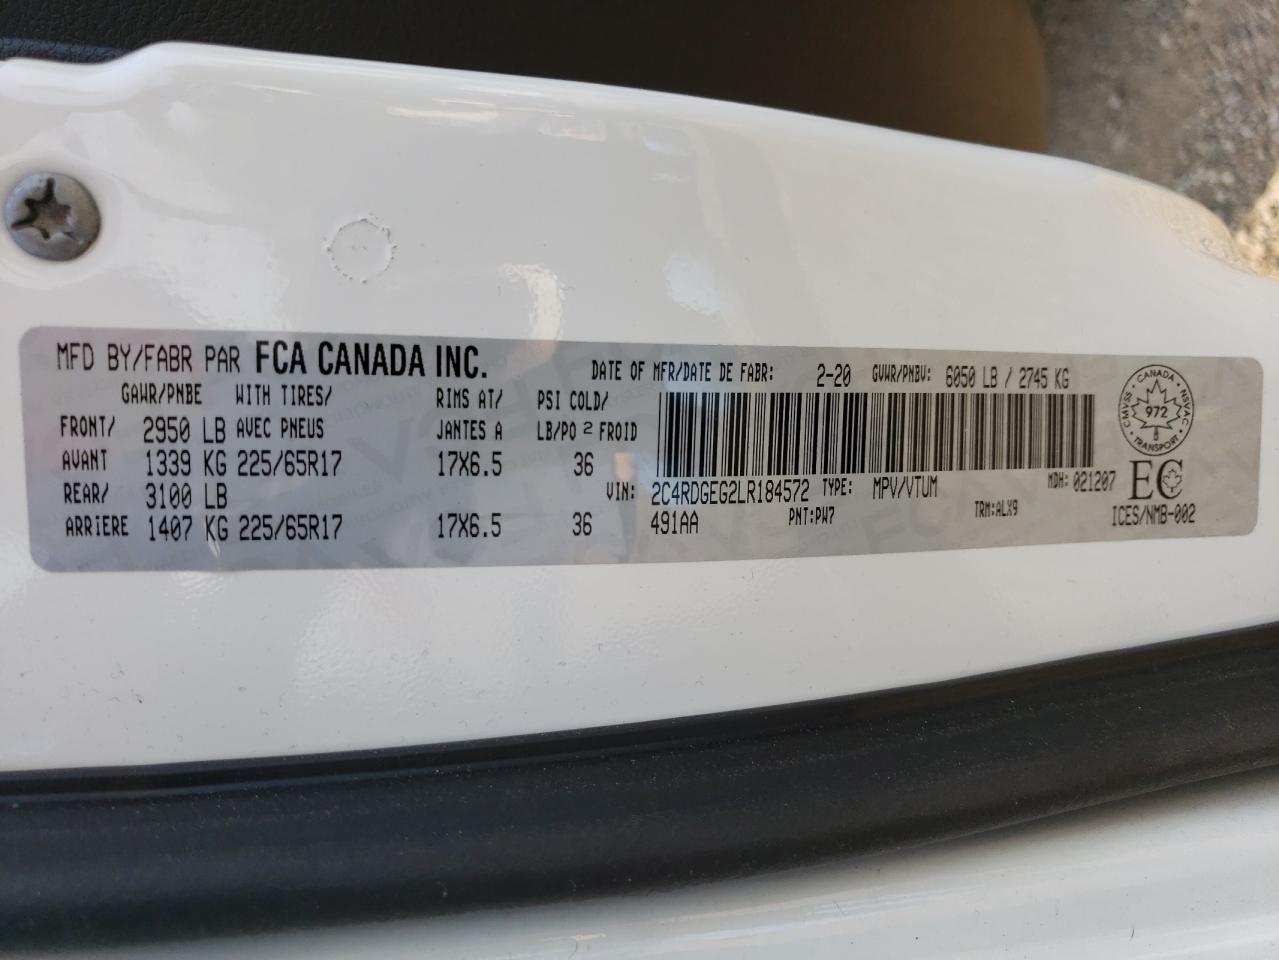 MFD BY/FABR PAR FCA CANADA INC. DATE OF MFR/DATE DE FABR: 2-20 GVWR/PNBV: 6050 LB / 2745 KG
GAWR/PNBE WITH TIRES/ RIMS AT/ PSI COLD/
FRONT/ 2950 LB AVEC PNEUS JANTES A LB/PO² FROID
AVANT 1339 KG 225/65R17 17X6.5 36
REAR/ 3100 LB VIN: 2C4RDGEG2LR184572 TYPE: MPV/VTUM MDH: 021207
ARRIERE 1407 KG 225/65R17 17X6.5 36 491AA PNT:PW7 TRM:ALX9
CANADA
CMVSS 972 NSVAC
TRANSPORT
EC
ICES/NMB-002